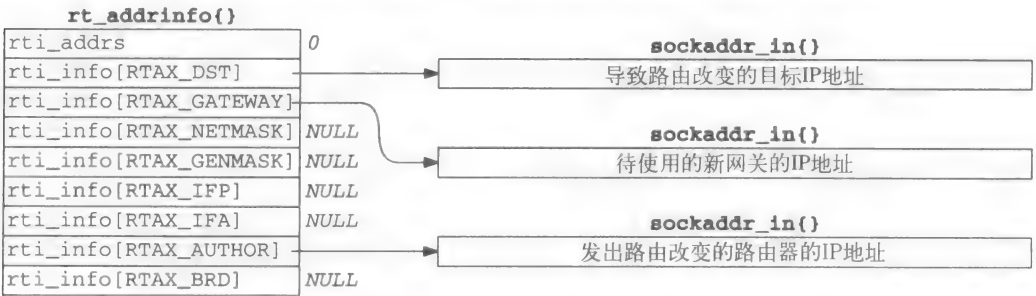 rt_addrinfo{}
rti_addrs 0
rti_info[RTAX_DST]
rti_info[RTAX_GATEWAY]
rti_info[RTAX_NETMASK] NULL
rti_info[RTAX_GENMASK] NULL
rti_info[RTAX_IFP] NULL
rti_info[RTAX_IFA] NULL
rti_info[RTAX_AUTHOR]
rti_info[RTAX_BRD] NULL
sockaddr_in{}
导致路由改变的目标IP地址
sockaddr_in{}
待使用的新网关的IP地址
sockaddr_in{}
发出路由改变的路由器的IP地址